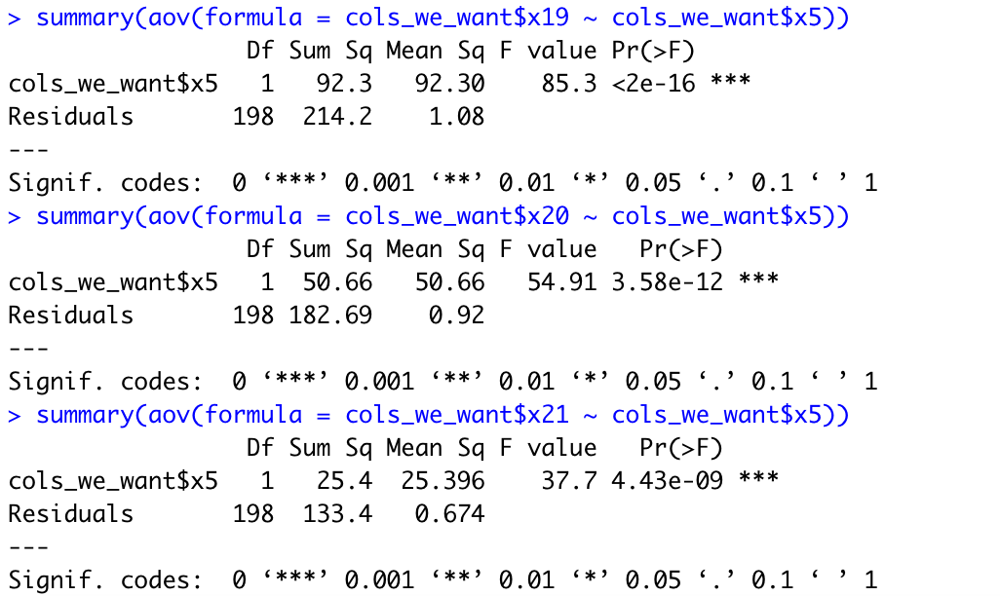 > summary(aov(formula = cols_we_want$x19 ~ cols_we_want$x5))
                 Df Sum Sq Mean Sq F value Pr(>F)
cols_we_want$x5   1   92.3   92.30    85.3 <2e-16 ***
Residuals       198  214.2    1.08
---
Signif. codes:  0 ‘***’ 0.001 ‘**’ 0.01 ‘*’ 0.05 ‘.’ 0.1 ‘ ’ 1
> summary(aov(formula = cols_we_want$x20 ~ cols_we_want$x5))
                 Df Sum Sq Mean Sq F value   Pr(>F)
cols_we_want$x5   1  50.66   50.66   54.91 3.58e-12 ***
Residuals       198 182.69    0.92
---
Signif. codes:  0 ‘***’ 0.001 ‘**’ 0.01 ‘*’ 0.05 ‘.’ 0.1 ‘ ’ 1
> summary(aov(formula = cols_we_want$x21 ~ cols_we_want$x5))
                 Df Sum Sq Mean Sq F value   Pr(>F)
cols_we_want$x5   1   25.4  25.396    37.7 4.43e-09 ***
Residuals       198  133.4   0.674
---
Signif. codes:  0 ‘***’ 0.001 ‘**’ 0.01 ‘*’ 0.05 ‘.’ 0.1 ‘ ’ 1